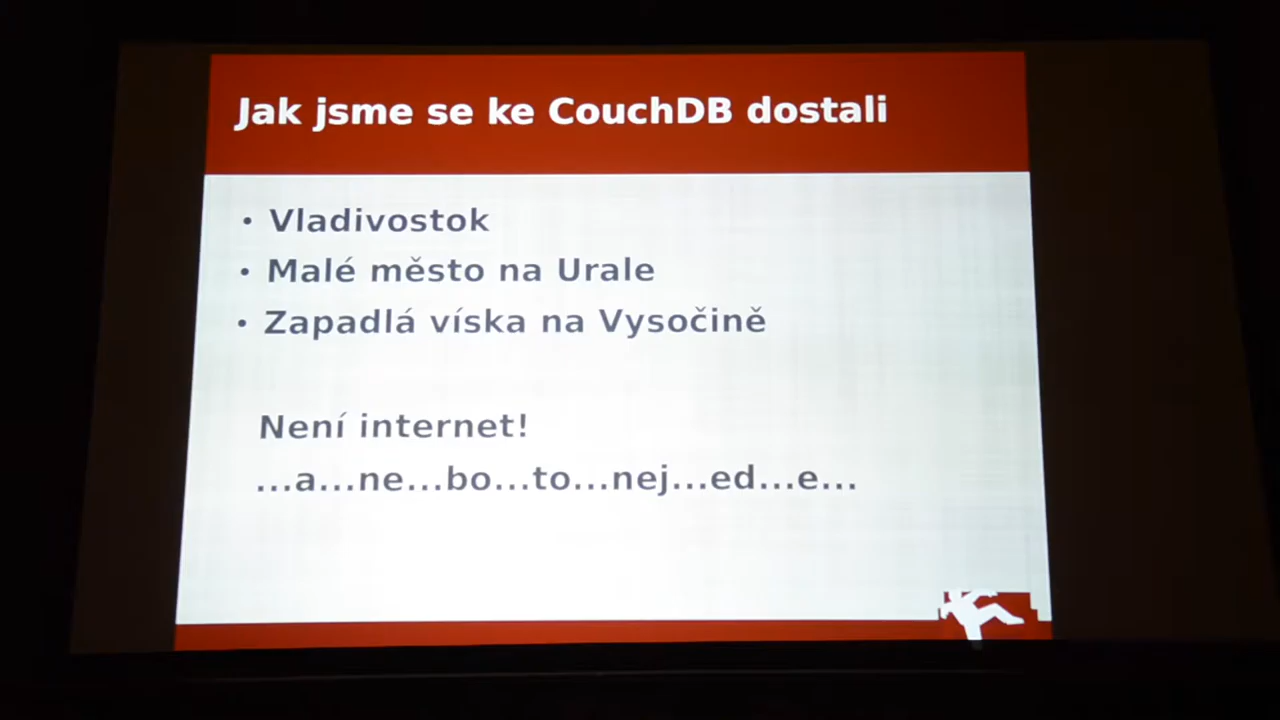 Jak jsme se ke CouchDB dostali
• Vladivostok
• Malé město na Urale
• Zapadlá víska na Vysočině
Není internet!
...a...ne...bo...to...nej...ed...e...